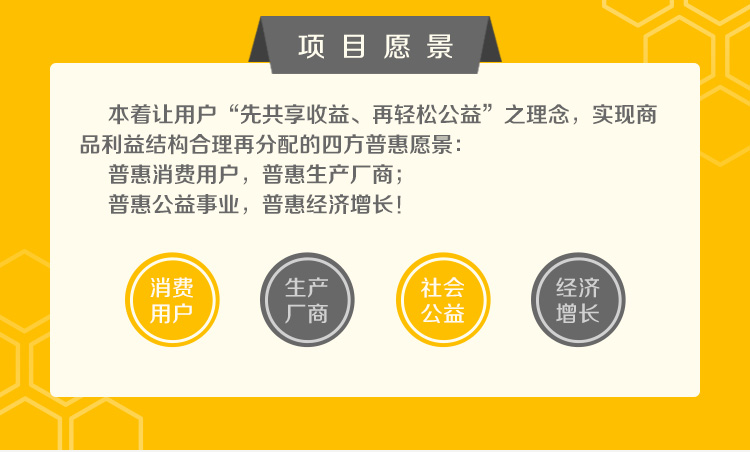 项目愿景
本着让用户“先共享收益、再轻松公益”之理念，实现商
品利益结构合理再分配的四方普惠愿景：
普惠消费用户，普惠生产厂商；
普惠公益事业，普惠经济增长！
消费
用户
生产
厂商
社会
公益
经济
增长